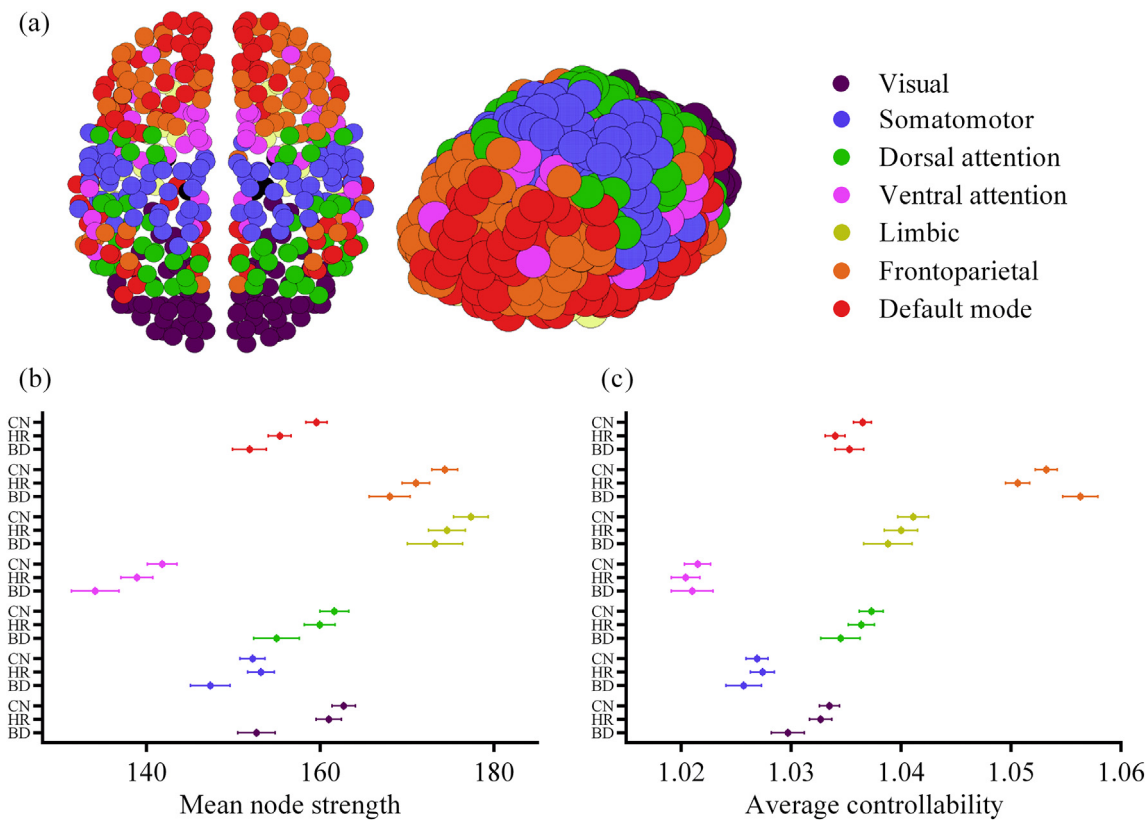 (a)
Visual
Somatomotor
Dorsal attention
Ventral attention
Limbic
Frontoparietal
Default mode
(b)
CN
HR
BD
CN
HR
BD
CN
HR
BD
CN
HR
BD
CN
HR
BD
CN
HR
BD
CN
HR
BD
140 160 180
Mean node strength
(c)
CN
HR
BD
CN
HR
BD
CN
HR
BD
CN
HR
BD
CN
HR
BD
CN
HR
BD
CN
HR
BD
1.02 1.03 1.04 1.05 1.06
Average controllability